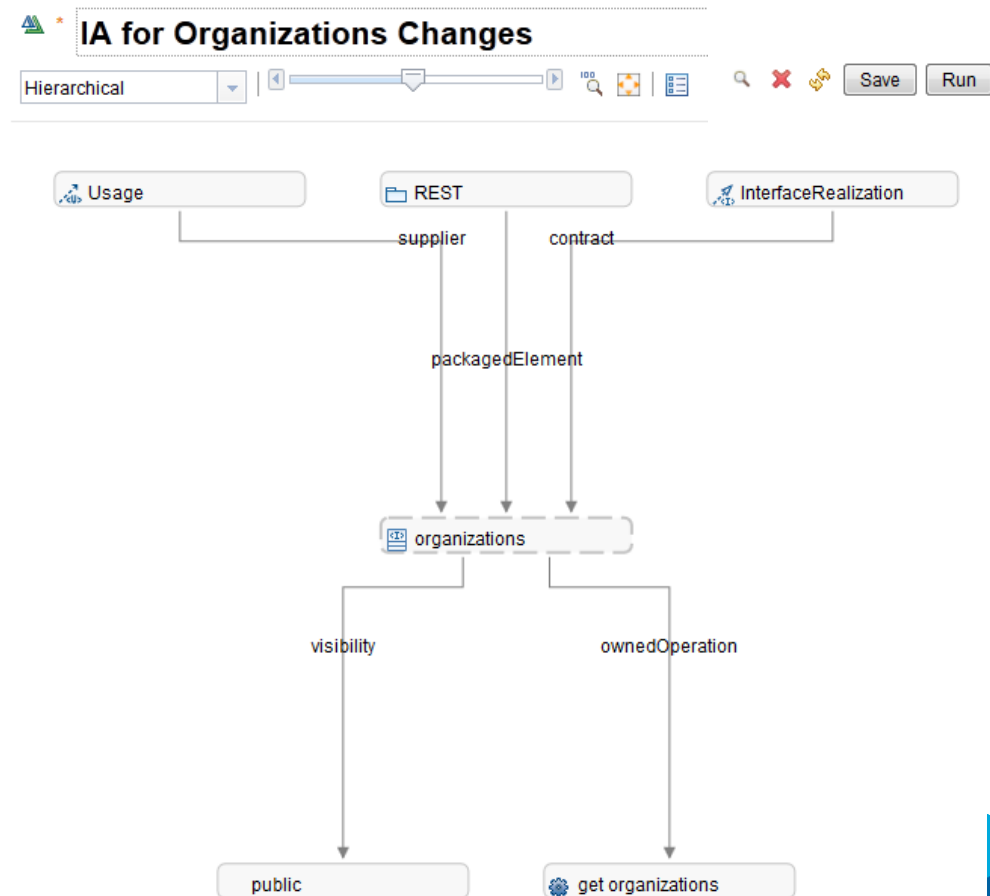 * IA for Organizations Changes
Hierarchical 100 Save Run
Usage REST InterfaceRealization
supplier contract
packagedElement
organizations
visibility ownedOperation
public get organizations